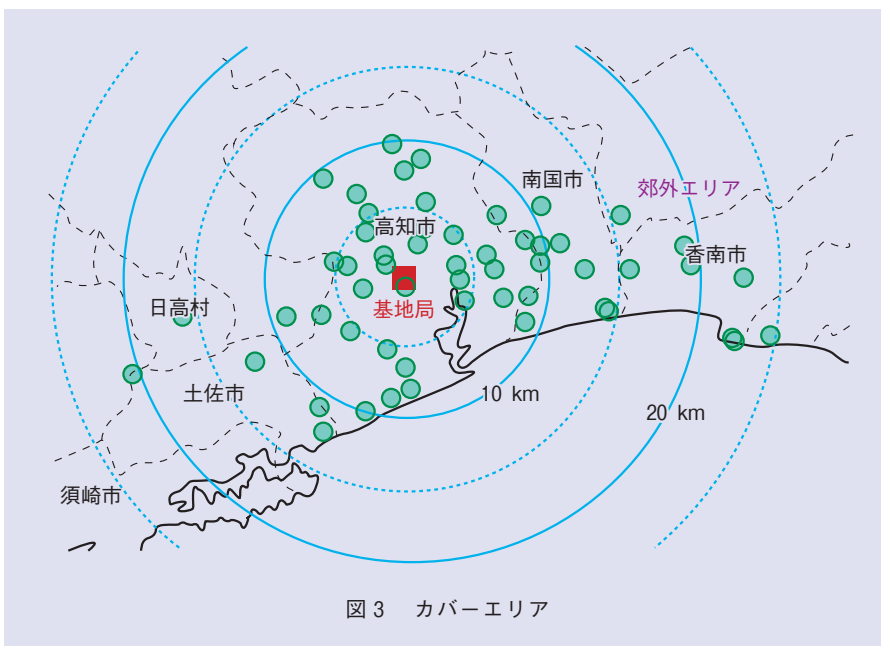 南国市
郊外エリア
高知市
香南市
基地局
日高村
土佐市
10 km
20 km
須崎市
図3 カバーエリア